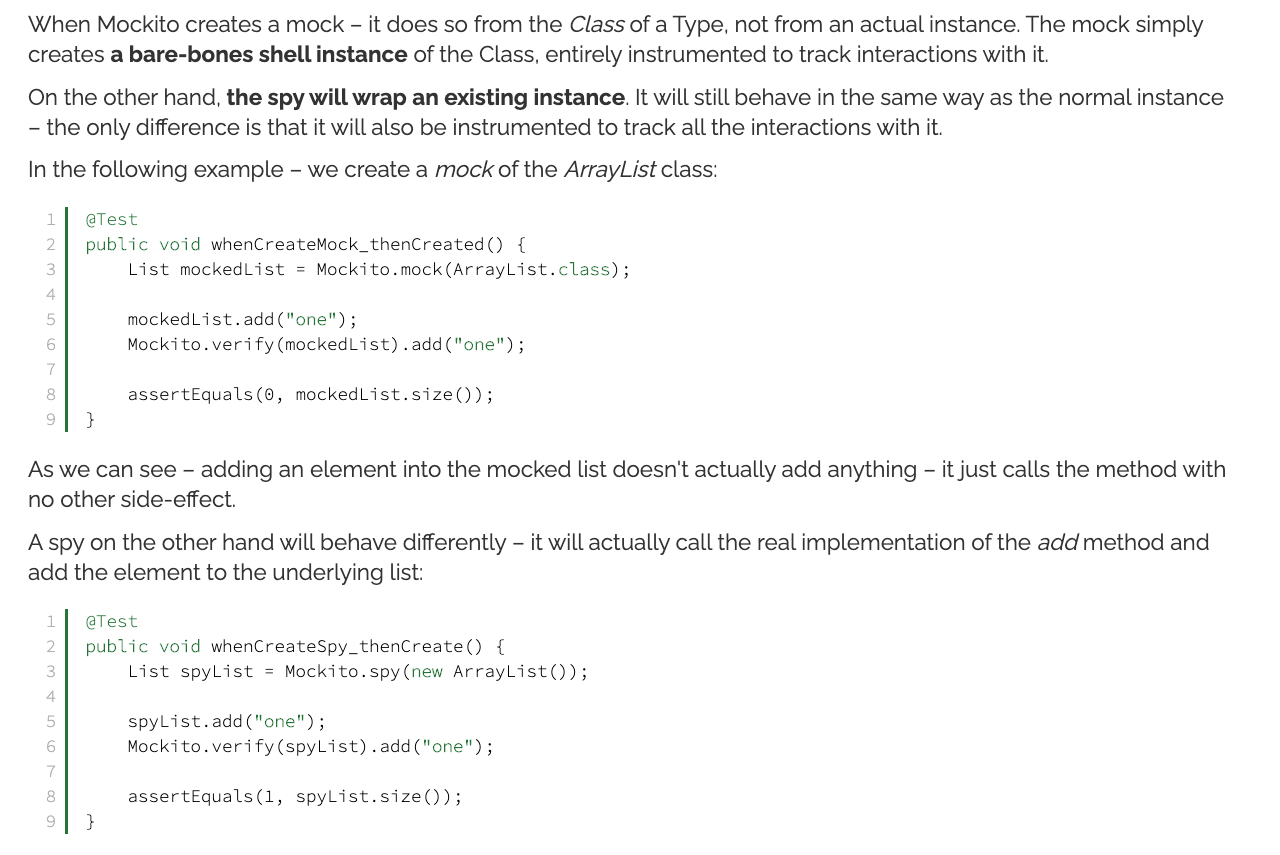 When Mockito creates a mock – it does so from the Class of a Type, not from an actual instance. The mock simply
creates a bare-bones shell instance of the Class, entirely instrumented to track interactions with it.
On the other hand, the spy will wrap an existing instance. It will still behave in the same way as the normal instance
– the only difference is that it will also be instrumented to track all the interactions with it.
In the following example – we create a mock of the ArrayList class:
1 @Test
2 public void whenCreateMock_thenCreated() {
3     List mockedList = Mockito.mock(ArrayList.class);
4
5     mockedList.add("one");
6     Mockito.verify(mockedList).add("one");
7
8     assertEquals(0, mockedList.size());
9 }
As we can see – adding an element into the mocked list doesn't actually add anything – it just calls the method with
no other side-effect.
A spy on the other hand will behave differently – it will actually call the real implementation of the add method and
add the element to the underlying list:
1 @Test
2 public void whenCreateSpy_thenCreate() {
3     List spyList = Mockito.spy(new ArrayList());
4
5     spyList.add("one");
6     Mockito.verify(spyList).add("one");
7
8     assertEquals(1, spyList.size());
9 }